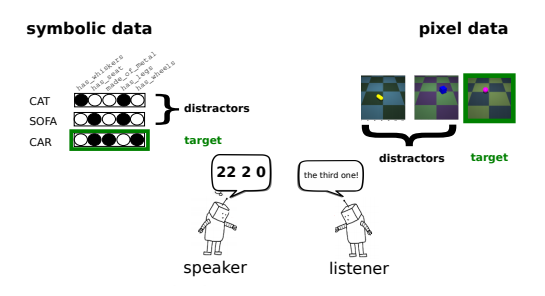 symbolic data
pixel data
has_whiskers
has_seat
made_of_metal
has_legs
has_wheels
CAT
SOFA
CAR
distractors
target
distractors
target
22 2 0
the third one!
speaker
listener